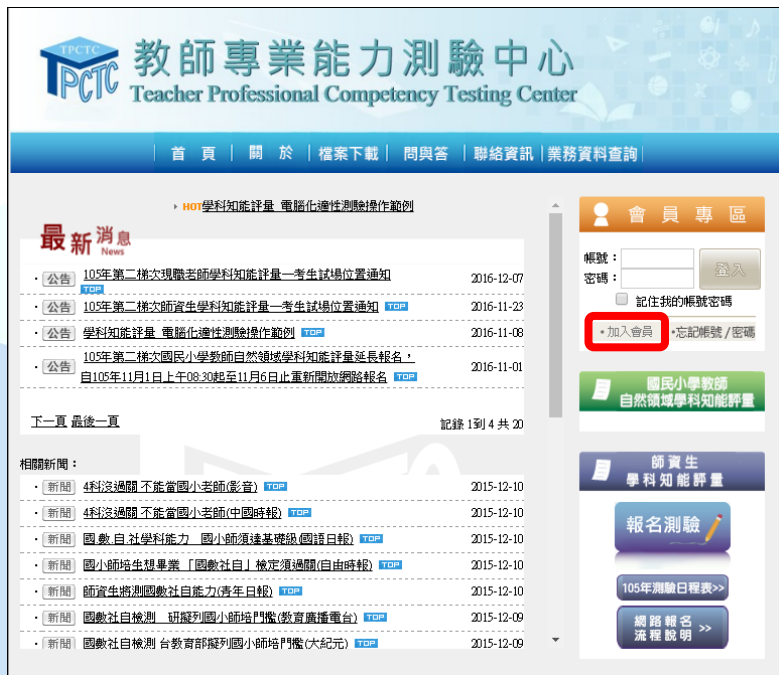 TPCTC
TPCTC
教師專業能力測驗中心
Teacher Professional Competency Testing Center
首 頁 | 關 於 | 檔案下載 | 問與答 | 聯絡資訊 | 業務資料查詢
HOT學科知能評量_電腦化適性測驗操作範例
最新消息
News
公告 105年第二梯次現職老師學科知能評量—考生試場位置通知 2016-12-07
TOP
公告 105年第二梯次師資生學科知能評量—考生試場位置通知 TOP 2016-11-23
公告 學科知能評量_電腦化適性測驗操作範例 TOP 2016-11-08
公告 105年第二梯次國民小學教師自然領域學科知能評量延長報名， 2016-11-01
自105年11月1日上午08:30起至11月6日止重新開放網路報名 TOP
下一頁 最後一頁 記錄 1到 4 共 20
相關新聞：
新聞 4科沒過關 不能當國小老師(影音) TOP 2015-12-10
新聞 4科沒過關 不能當國小老師(中國時報) TOP 2015-12-10
新聞 國.數.自.社學科能力　國小師須達基礎級(國語日報) TOP 2015-12-10
新聞 國小師培生想畢業 「國數社自」檢定須過關(自由時報) TOP 2015-12-10
新聞 師資生將測國數社自能力(青年日報) TOP 2015-12-10
新聞 國數社自檢測　研擬列國小師培門檻(教育廣播電台) TOP 2015-12-09
新聞 國數社自檢測 台教育部擬列國小師培門檻(大紀元) TOP 2015-12-09
會員專區
帳號：
密碼：
登入
記住我的帳號密碼
•加入會員 •忘記帳號/密碼
國民小學教師
自然領域學科知能評量
師資生
學科知能評量
報名測驗
105年測驗日程表>>
網路報名
流程說明 >>